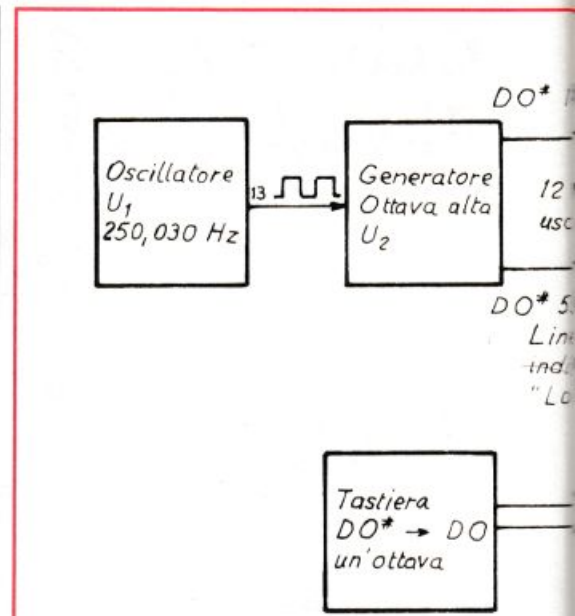 DO#
Oscillatore
U1
250,030 Hz
13
Generatore
Ottava alta
U2
12
DO#
Tastiera
DO# → DO
un'ottava